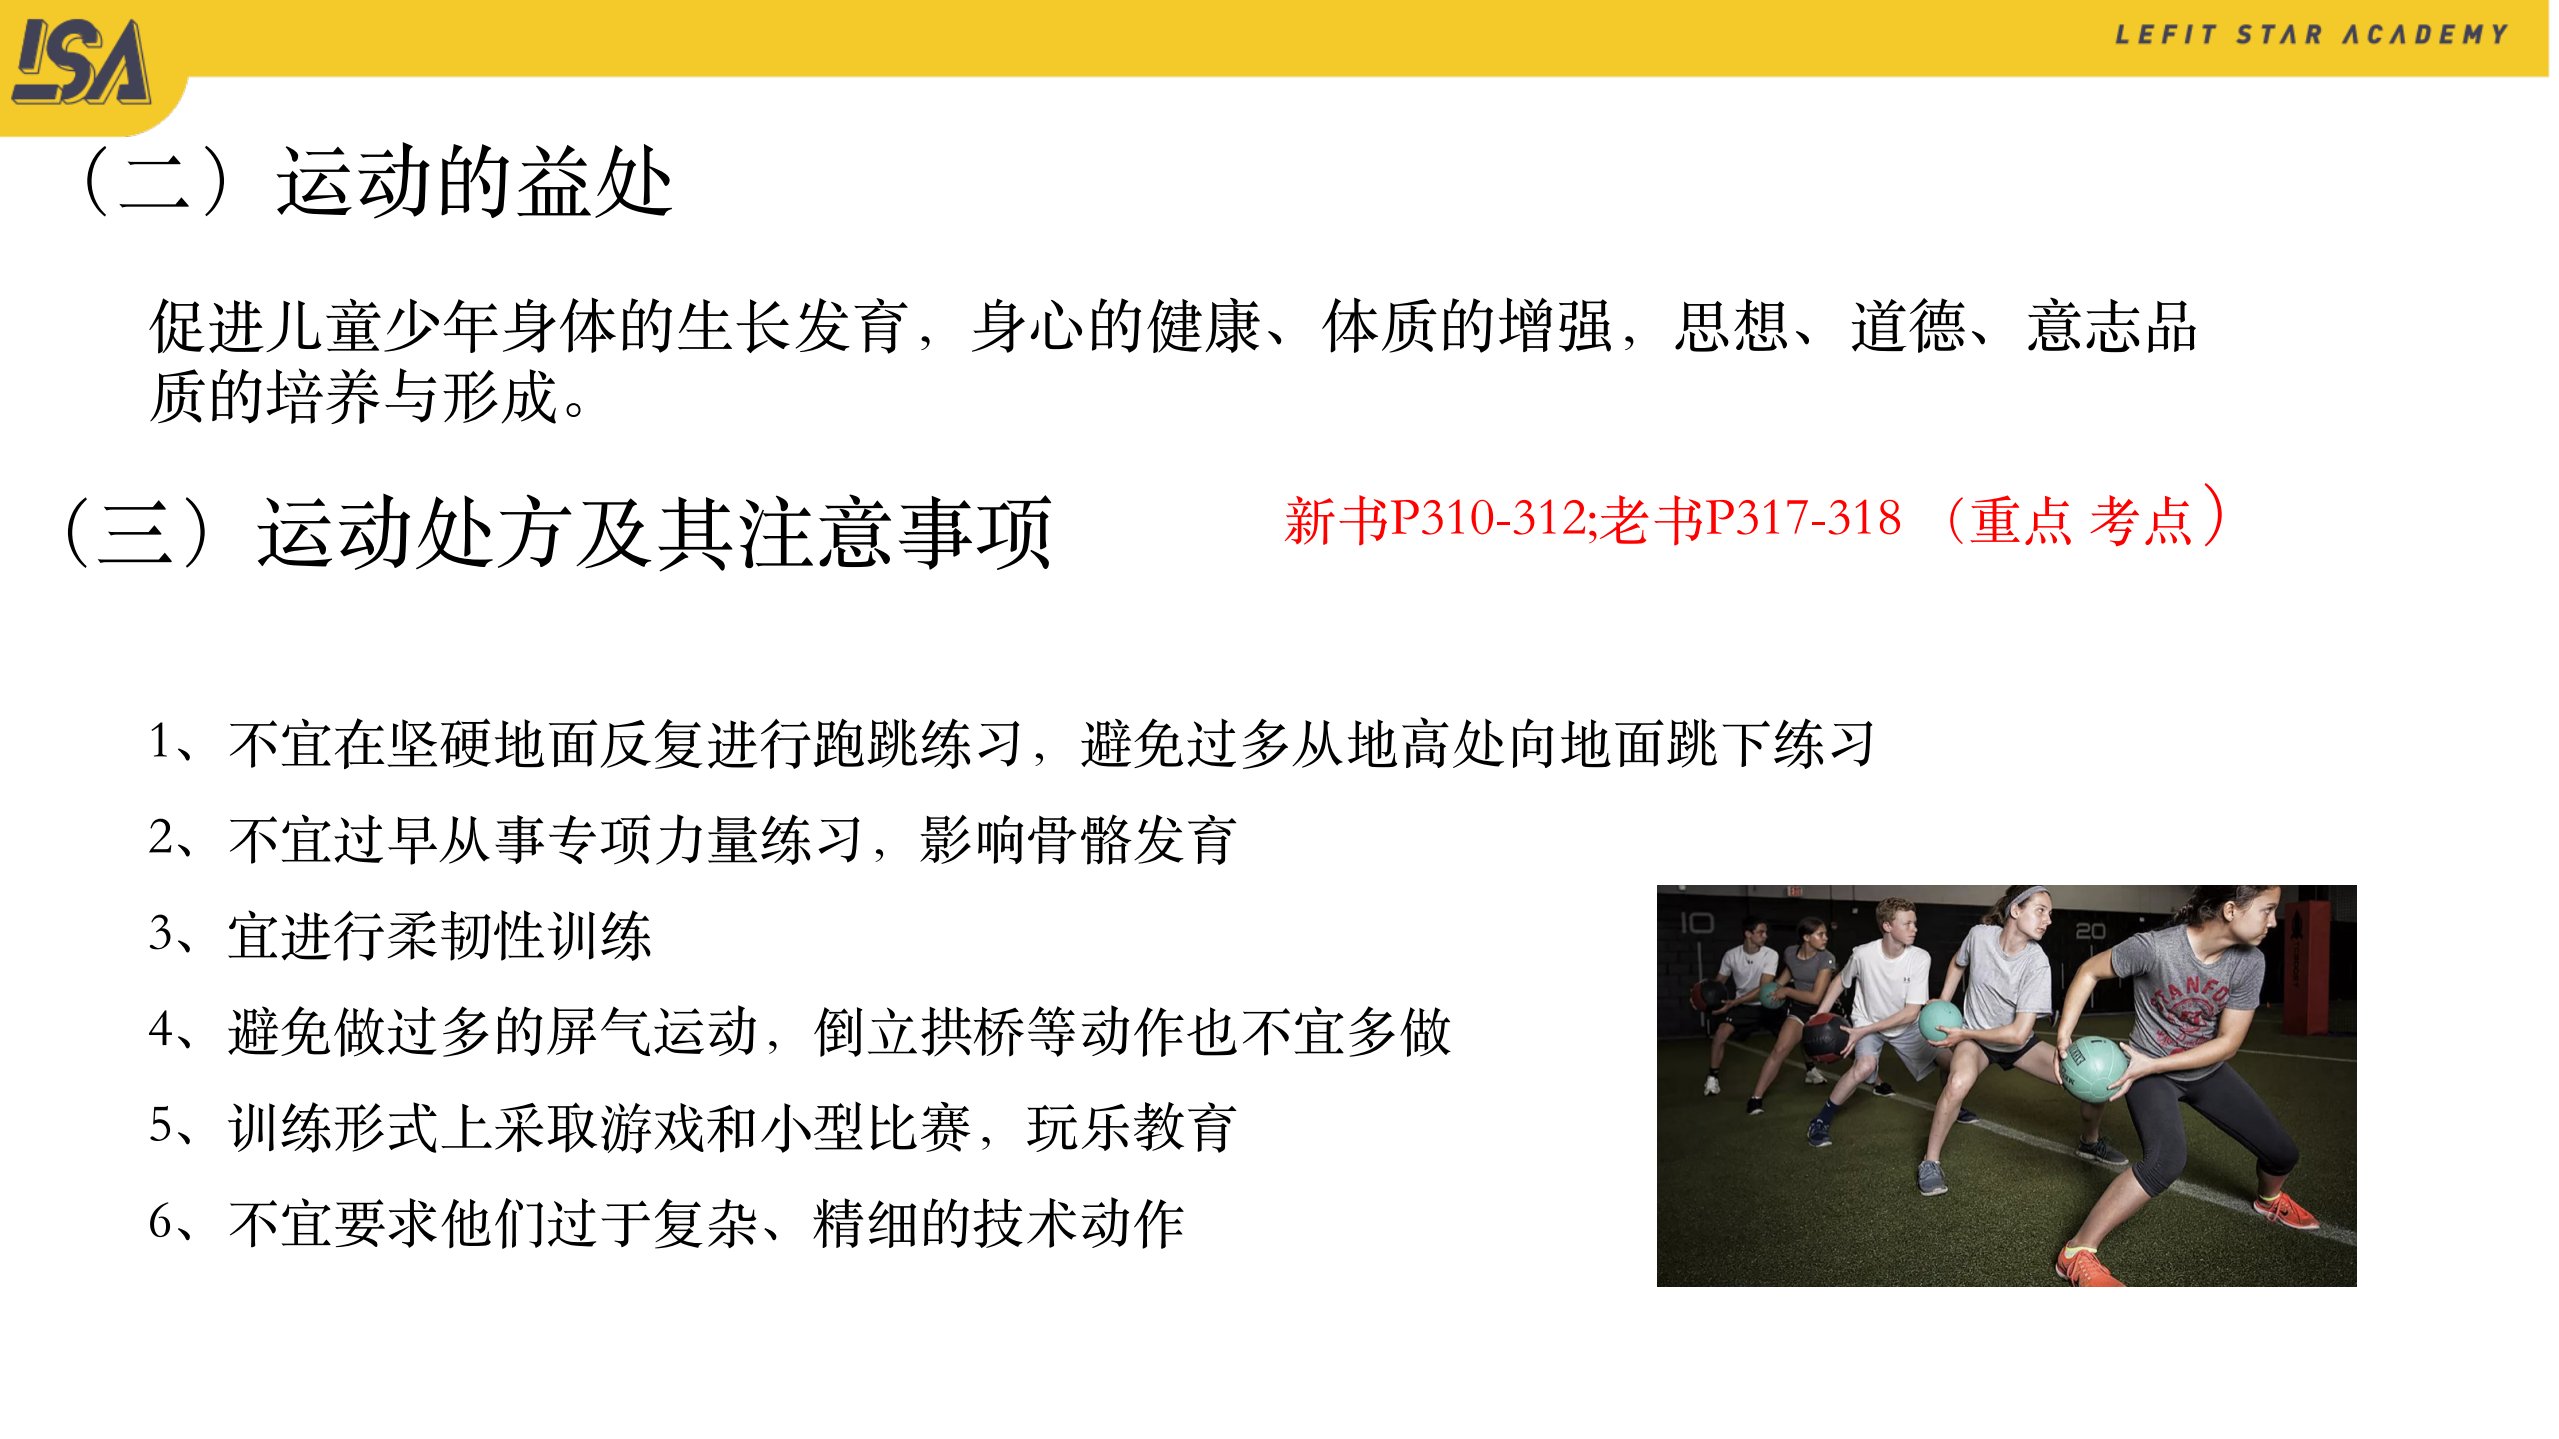 LSA
LEFIT STAR ACADEMY
（二）运动的益处
促进儿童少年身体的生长发育，身心的健康、体质的增强，思想、道德、意志品
质的培养与形成。
（三）运动处方及其注意事项
新书P310-312;老书P317-318 （重点 考点）
1、不宜在坚硬地面反复进行跑跳练习，避免过多从地高处向地面跳下练习
2、不宜过早从事专项力量练习，影响骨骼发育
3、宜进行柔韧性训练
4、避免做过多的屏气运动，倒立拱桥等动作也不宜多做
5、训练形式上采取游戏和小型比赛，玩乐教育
6、不宜要求他们过于复杂、精细的技术动作
10
20